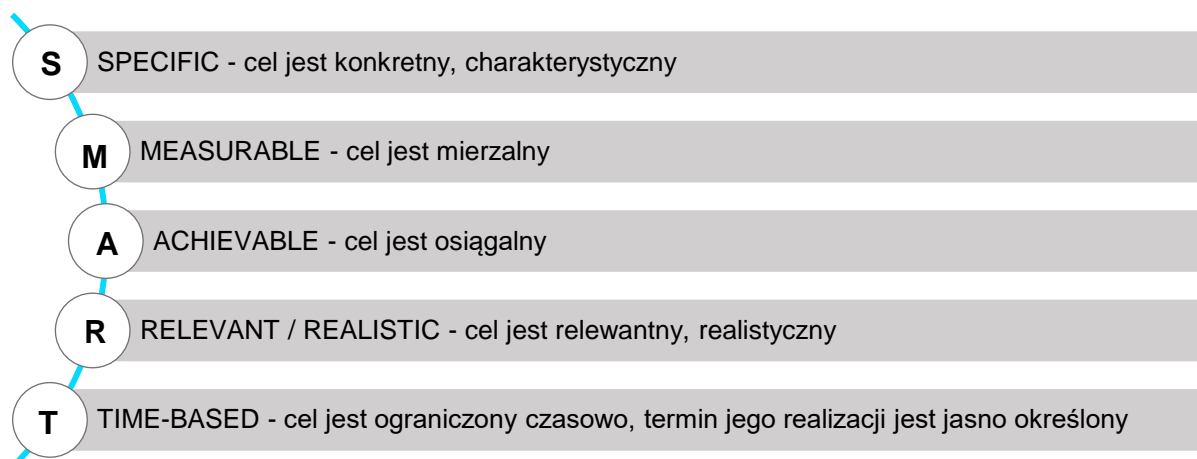 S SPECIFIC - cel jest konkretny, charakterystyczny
M MEASURABLE - cel jest mierzalny
A ACHIEVABLE - cel jest osiągalny
R RELEVANT / REALISTIC - cel jest relewantny, realistyczny
T TIME-BASED - cel jest ograniczony czasowo, termin jego realizacji jest jasno określony